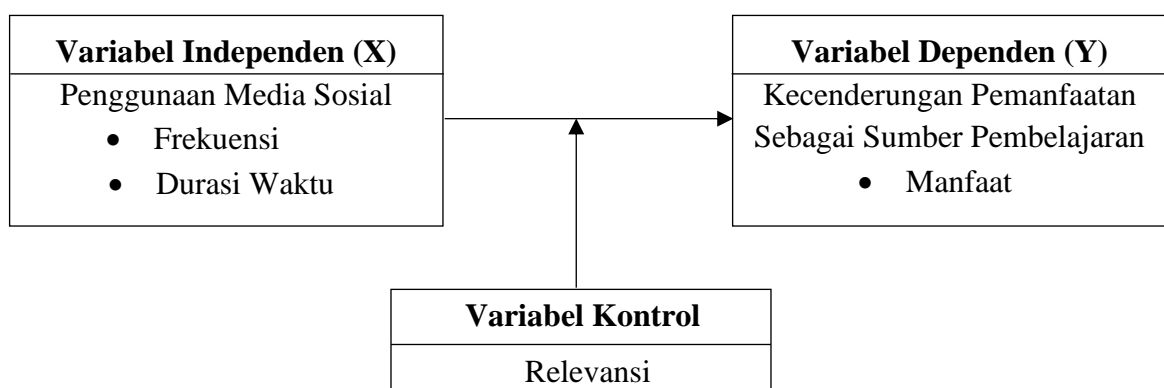 Variabel Independen (X)
Penggunaan Media Sosial
• Frekuensi
• Durasi Waktu
Variabel Dependen (Y)
Kecenderungan Pemanfaatan
Sebagai Sumber Pembelajaran
• Manfaat
Variabel Kontrol
Relevansi